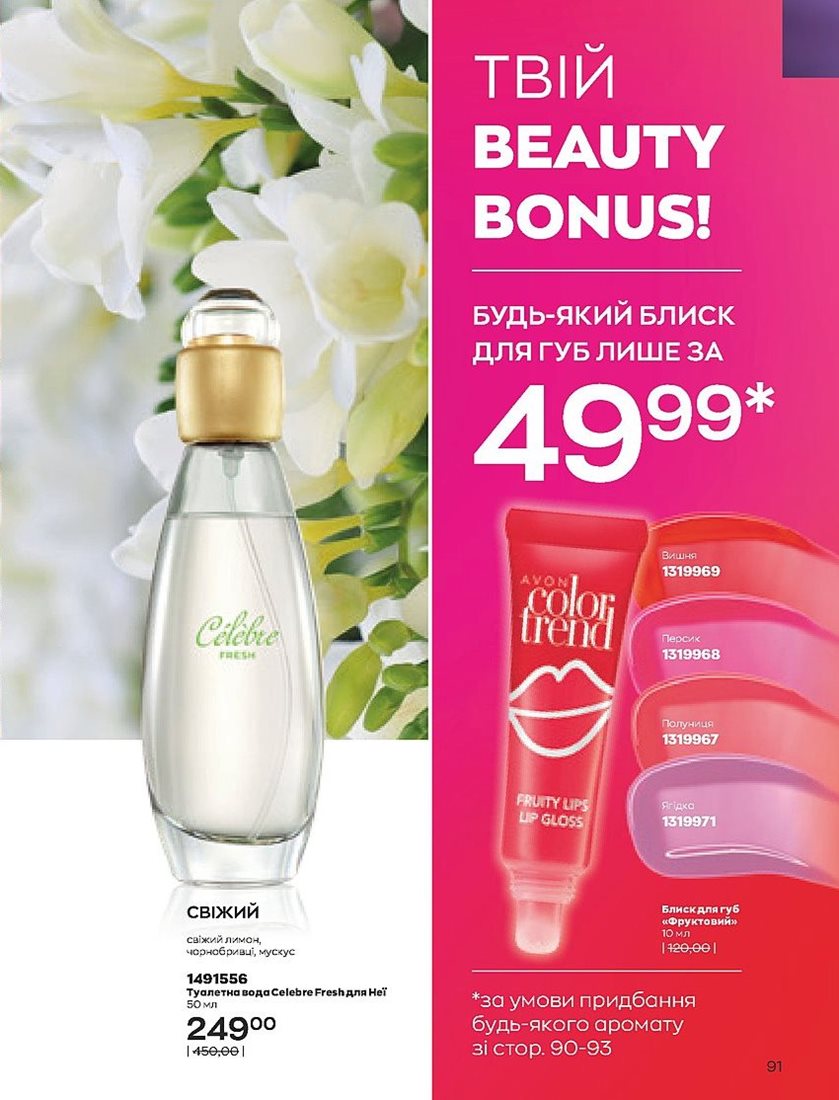 Célèbre
FRESH
СВІЖИЙ
свіжий лимон,
чорнобривці, мускус
1491556
Туалетна вода Celebre Fresh для Неї
50 мл
249⁰⁰
| 450,00 |
ТВІЙ
BEAUTY
BONUS!
БУДЬ-ЯКИЙ БЛИСК
ДЛЯ ГУБ ЛИШЕ ЗА
49⁹⁹*
AVON
color
trend
FRUITY LIPS
LIP GLOSS
Вишня
1319969
Персик
1319968
Полуниця
1319967
Ягідка
1319971
Блиск для губ
«Фруктовий»
10 мл
| 120,00 |
*за умови придбання
будь-якого аромату
зі стор. 90-93
91